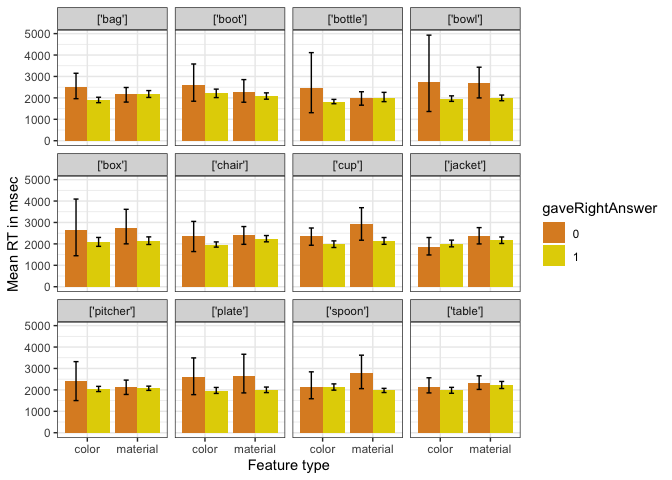 ['bag'] ['boot'] ['bottle'] ['bowl']
5000
4000
3000
2000
1000
0
['box'] ['chair'] ['cup'] ['jacket']
5000
4000
3000
2000
1000
0
['pitcher'] ['plate'] ['spoon'] ['table']
5000
4000
3000
2000
1000
0
color material color material color material color material
Feature type
Mean RT in msec
gaveRightAnswer
0
1